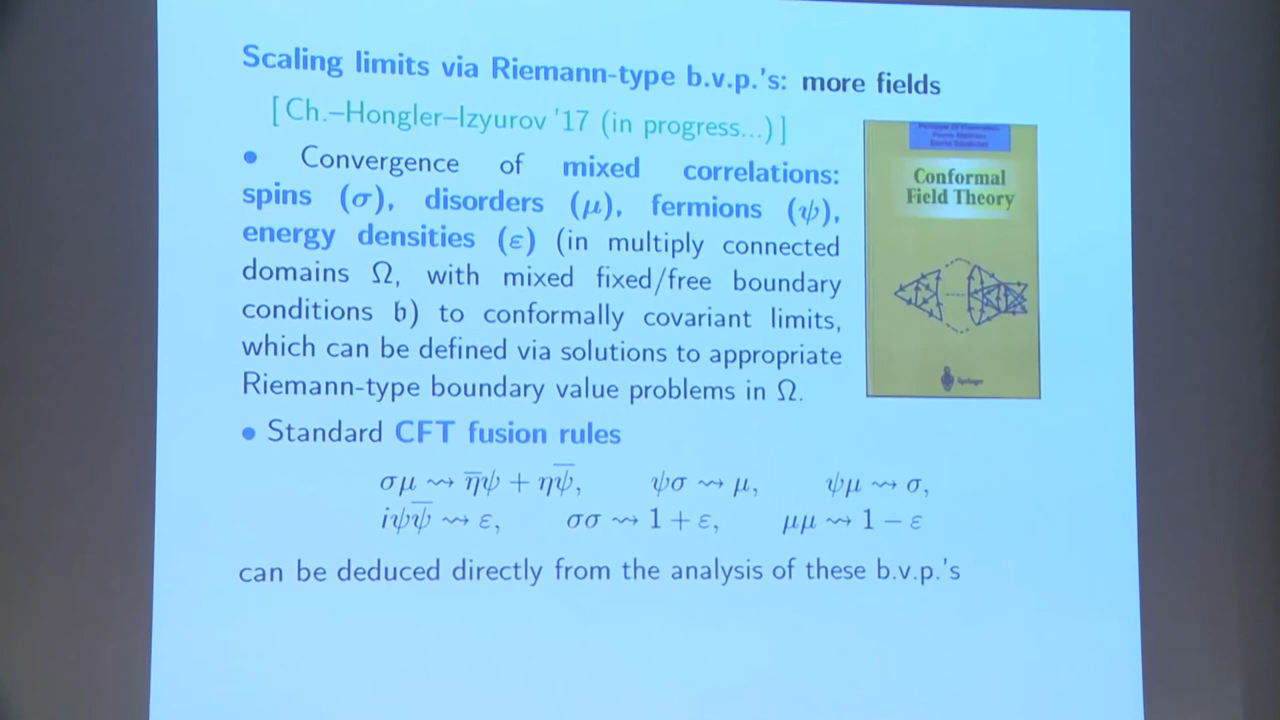 Scaling limits via Riemann-type b.v.p.'s: more fields
[ Ch.–Hongler–Izyurov '17 (in progress...) ]
• Convergence of mixed correlations:
spins (σ), disorders (μ), fermions (ψ),
energy densities (ε) (in multiply connected
domains Ω, with mixed fixed/free boundary
conditions b) to conformally covariant limits,
which can be defined via solutions to appropriate
Riemann-type boundary value problems in Ω.
Conformal
Field Theory
Springer
• Standard CFT fusion rules
σμ ⇝ η̅ψ + ηψ̅, ψσ ⇝ μ, ψμ ⇝ σ,
iψψ̅ ⇝ ε, σσ ⇝ 1 + ε, μμ ⇝ 1 − ε
can be deduced directly from the analysis of these b.v.p.'s